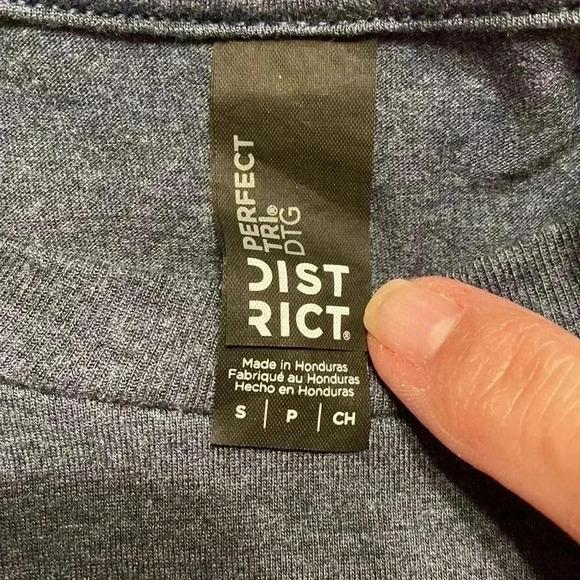 PERFECT
TRI®
DTG
DIST
RICT®
Made in Honduras
Fabriqué au Honduras
Hecho en Honduras
S | P | CH